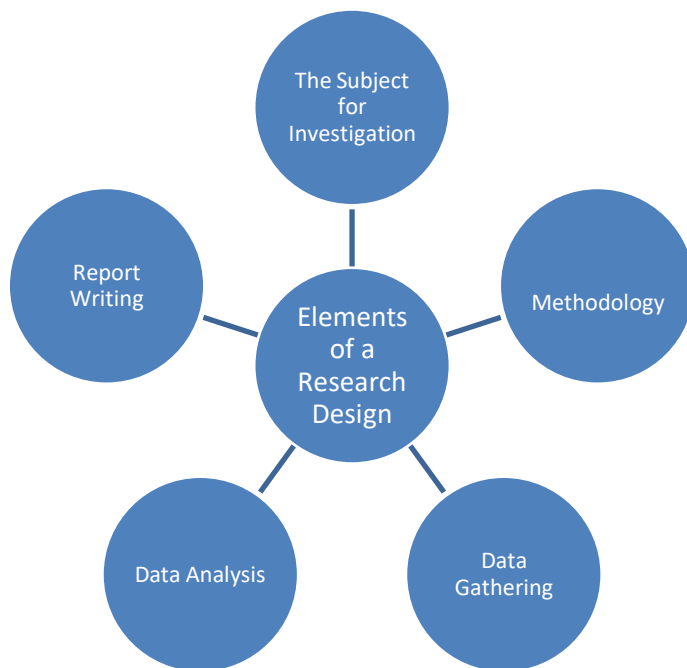 The Subject
for
Investigation
Report
Writing
Methodology
Elements
of a
Research
Design
Data Analysis
Data
Gathering